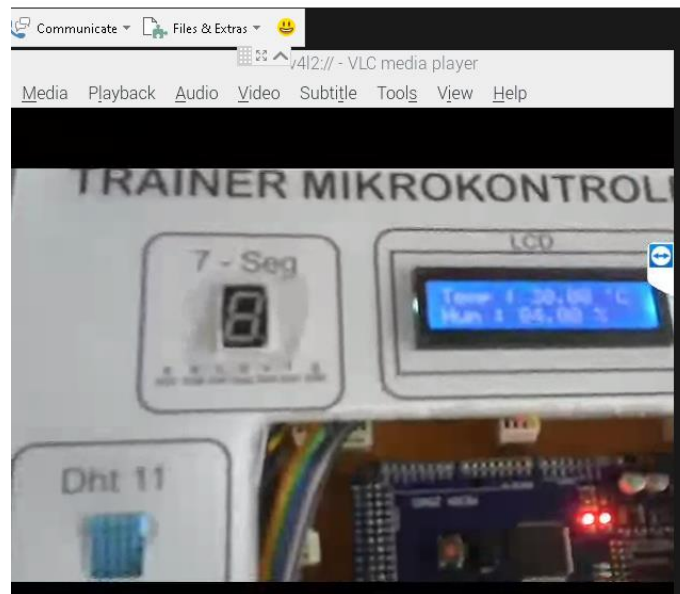 Communicate Files & Extras
v4l2:// - VLC media player
Media Playback Audio Video Subtitle Tools View Help
TRAINER MIKROKONTROL
7 - Seg
LCD
Temp : 30.00 °C
Hum : 84.00 %
Dht 11